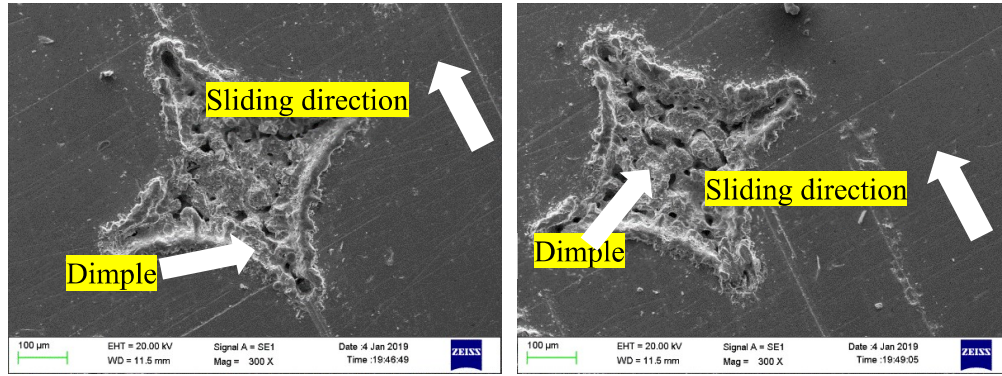 Sliding direction
Dimple
100 µm
EHT = 20.00 kV
WD = 11.5 mm
Signal A = SE1
Mag = 300 X
Date :4 Jan 2019
Time :19:46:49
ZEISS
Sliding direction
Dimple
100 µm
EHT = 20.00 kV
WD = 11.5 mm
Signal A = SE1
Mag = 300 X
Date :4 Jan 2019
Time :19:49:05
ZEISS